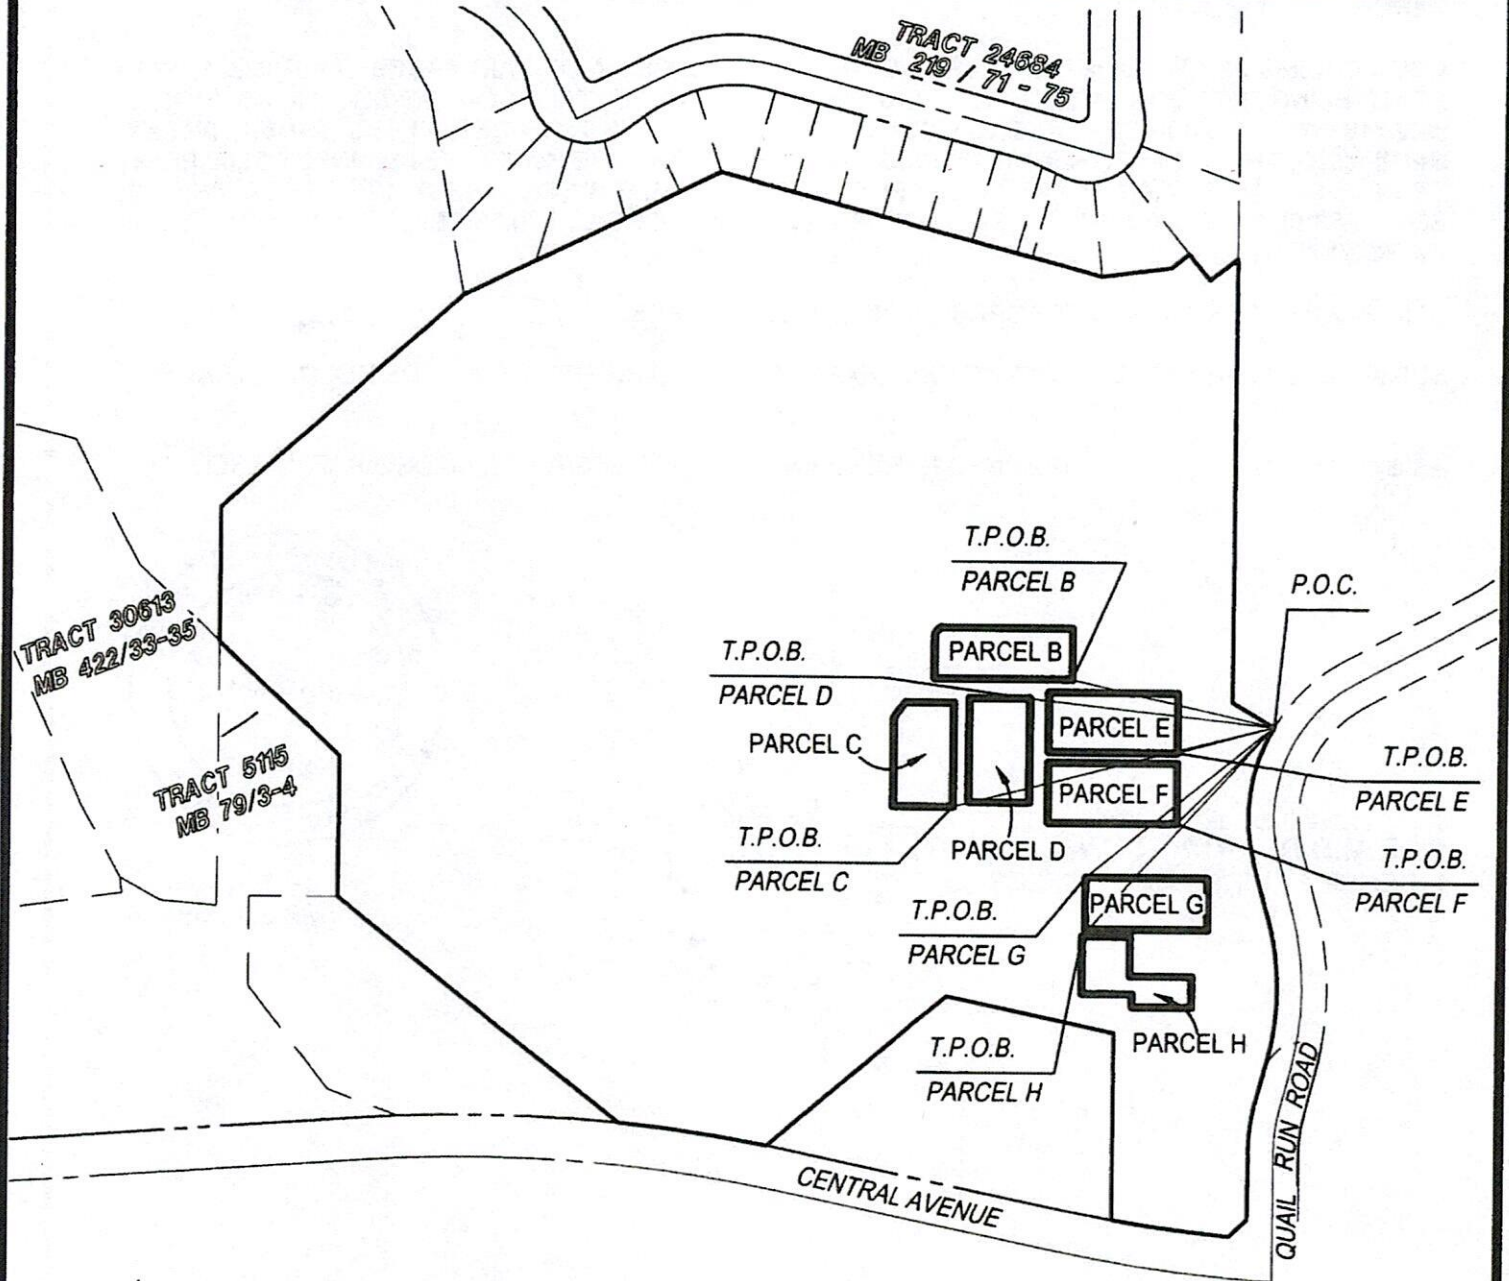 TRACT 24684
MB 219 / 71 - 75
T.P.O.B.
PARCEL B
P.O.C.
TRACT 30613
MB 422/33-35
PARCEL B
T.P.O.B.
PARCEL D
PARCEL C
PARCEL E
TRACT 5115
MB 79/3-4
T.P.O.B.
PARCEL E
PARCEL F
T.P.O.B.
PARCEL C
PARCEL D
T.P.O.B.
PARCEL F
PARCEL G
T.P.O.B.
PARCEL G
T.P.O.B.
PARCEL H
PARCEL H
QUAIL RUN ROAD
CENTRAL AVENUE